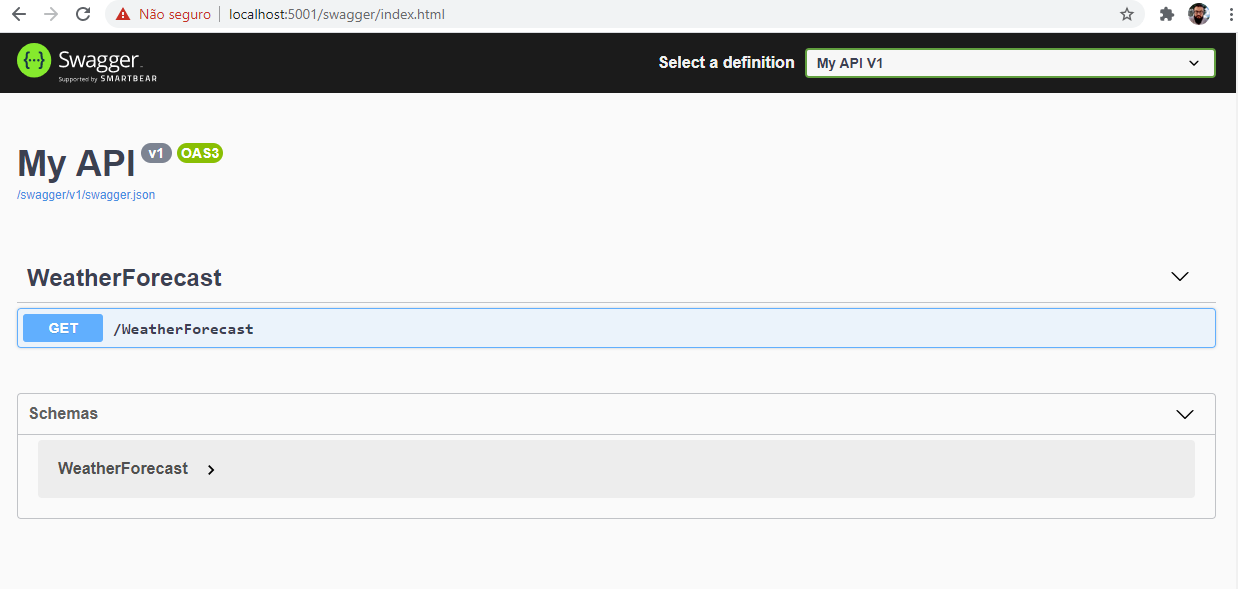 Não seguro localhost:5001/swagger/index.html
Swagger. Select a definition My API V1
Supported by SMARTBEAR
My API v1 OAS3
/swagger/v1/swagger.json
WeatherForecast
GET /WeatherForecast
Schemas
WeatherForecast